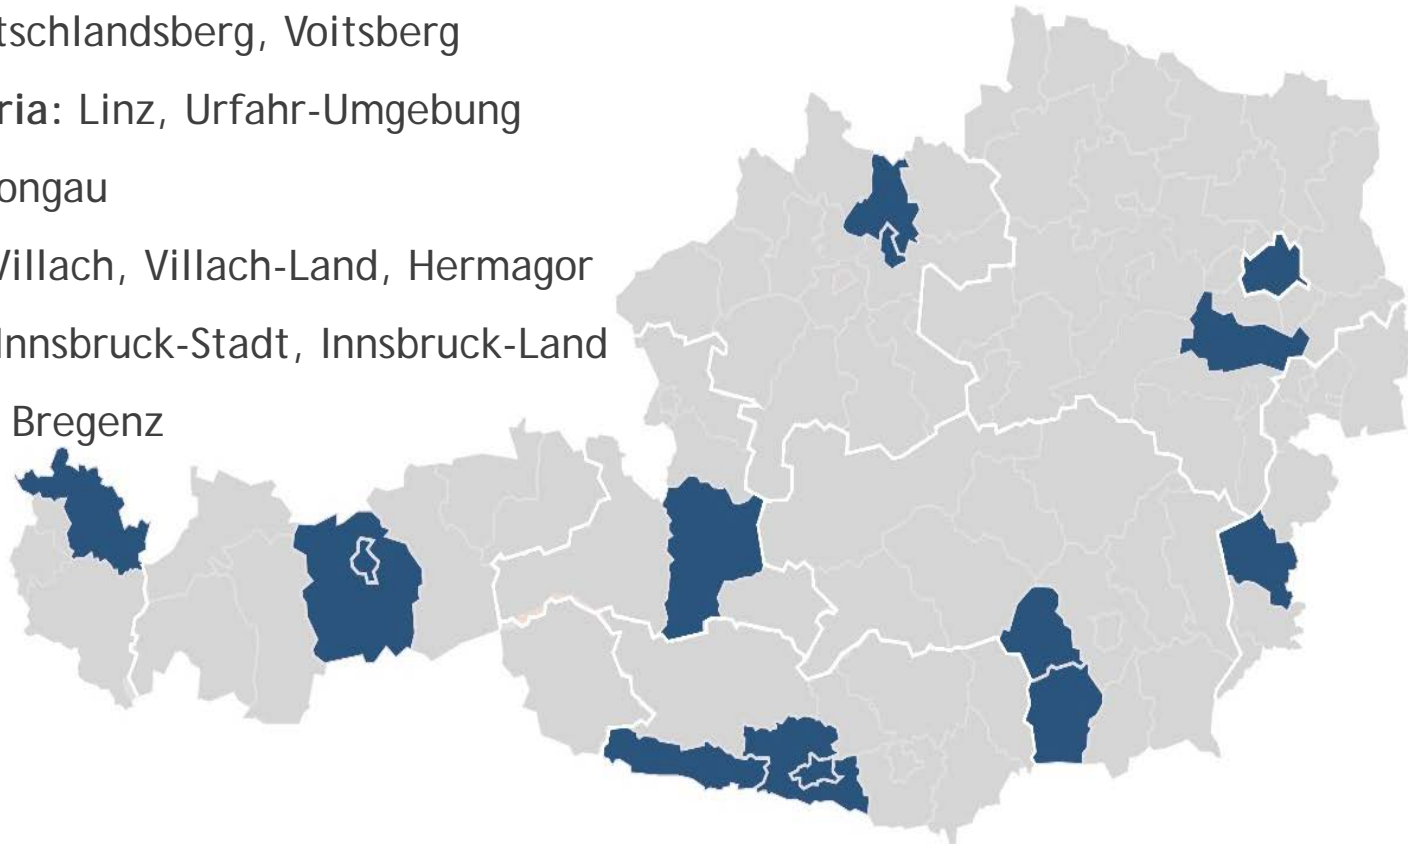 tschlandsberg, Voitsberg
ria: Linz, Urfahr-Umgebung
ongau
Villach, Villach-Land, Hermagor
Innsbruck-Stadt, Innsbruck-Land
Bregenz